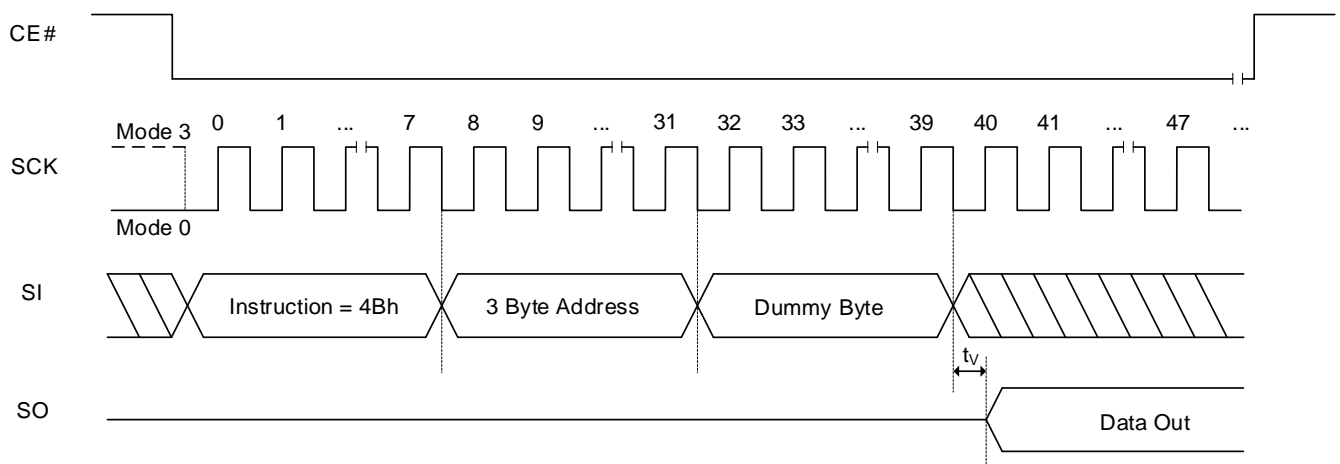 CE#
Mode 3 0 1 ... 7 8 9 ... 31 32 33 ... 39 40 41 ... 47 ...
SCK
Mode 0
SI Instruction = 4Bh 3 Byte Address Dummy Byte
tV
SO Data Out